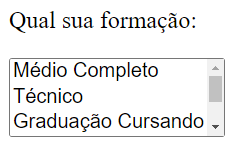 Qual sua formação:
Médio Completo
Técnico
Graduação Cursando